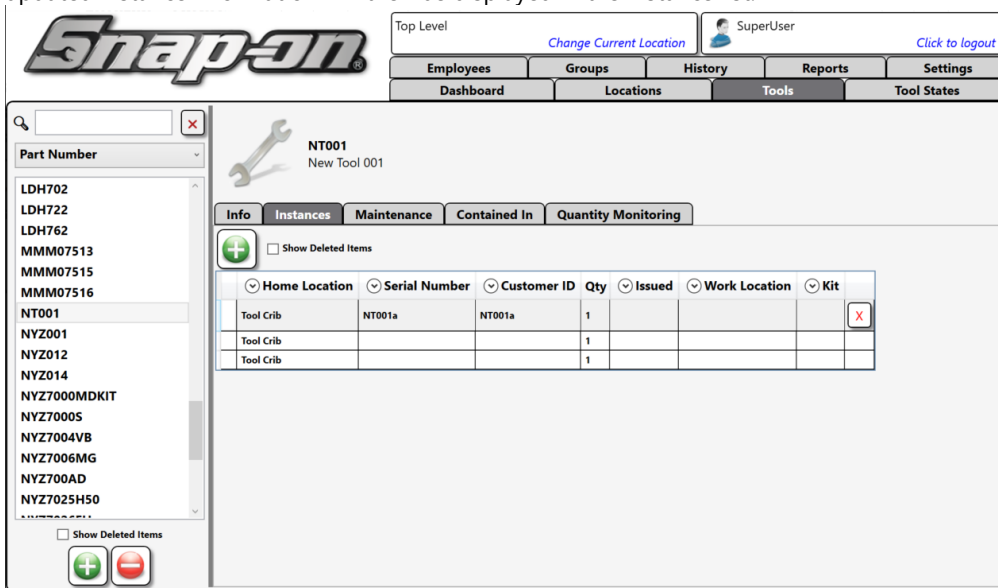 Snap-on
Top Level
Change Current Location
SuperUser
Click to logout
Employees Groups History Reports Settings
Dashboard Locations Tools Tool States
Part Number
LDH702
LDH722
LDH762
MMM07513
MMM07515
MMM07516
NT001
NYZ001
NYZ012
NYZ014
NYZ7000MDKIT
NYZ7000S
NYZ7004VB
NYZ7006MG
NYZ700AD
NYZ7025H50
Show Deleted Items
NT001
New Tool 001
Info Instances Maintenance Contained In Quantity Monitoring
Show Deleted Items
Home Location Serial Number Customer ID Qty Issued Work Location Kit
Tool Crib NT001a NT001a 1 X
Tool Crib 1
Tool Crib 1